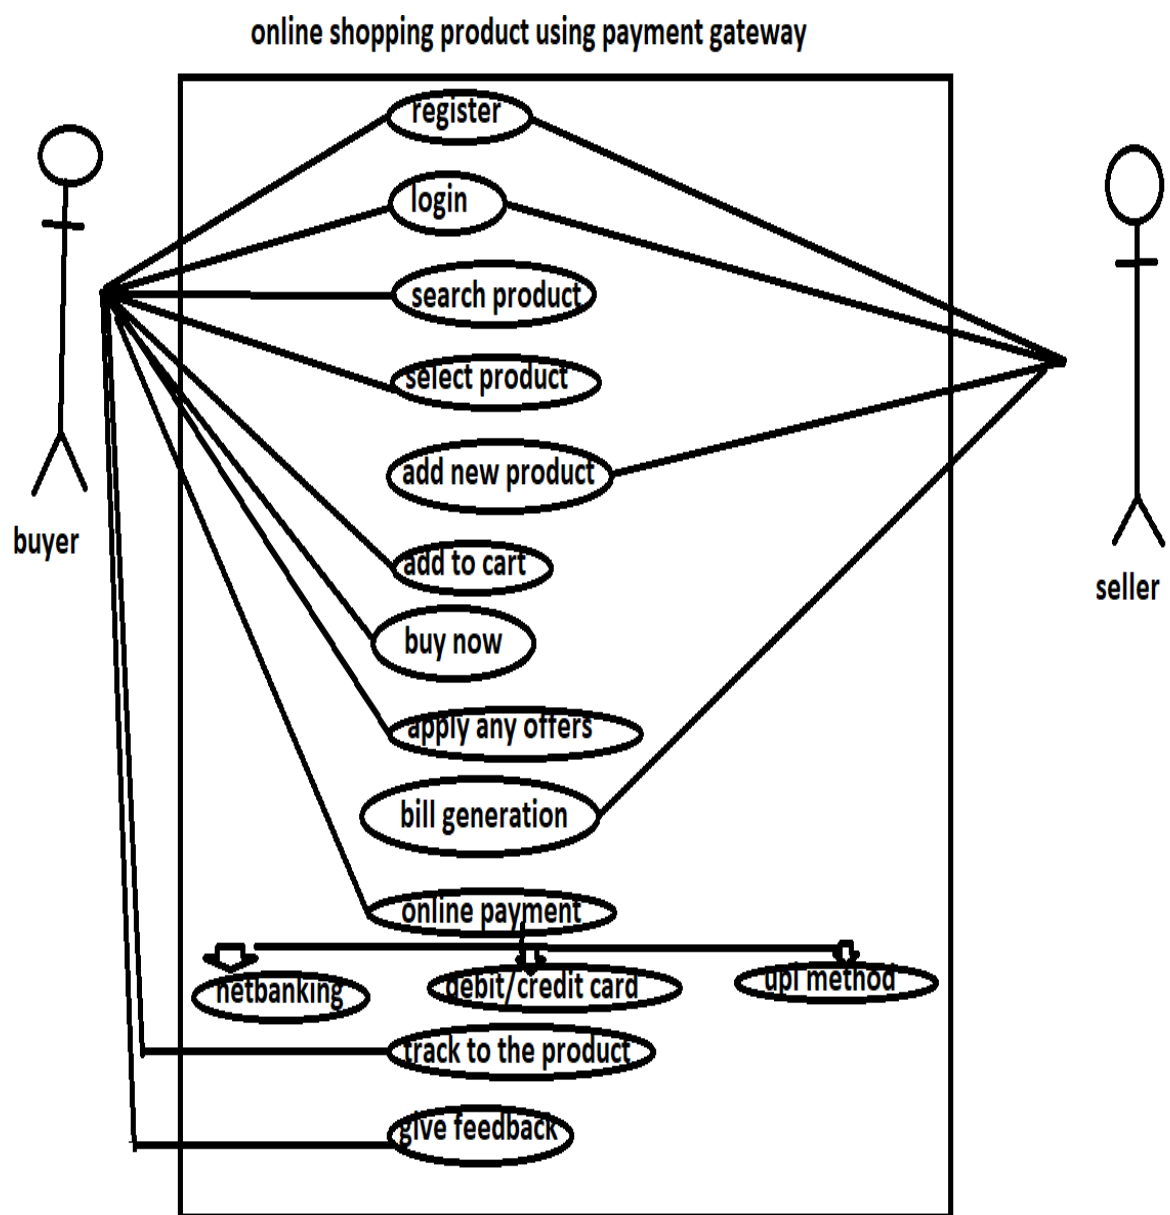 online shopping product using payment gateway
register
login
search product
select product
add new product
buyer
add to cart
seller
buy now
apply any offers
bill generation
online payment
netbanking
debit/credit card
upi method
track to the product
give feedback